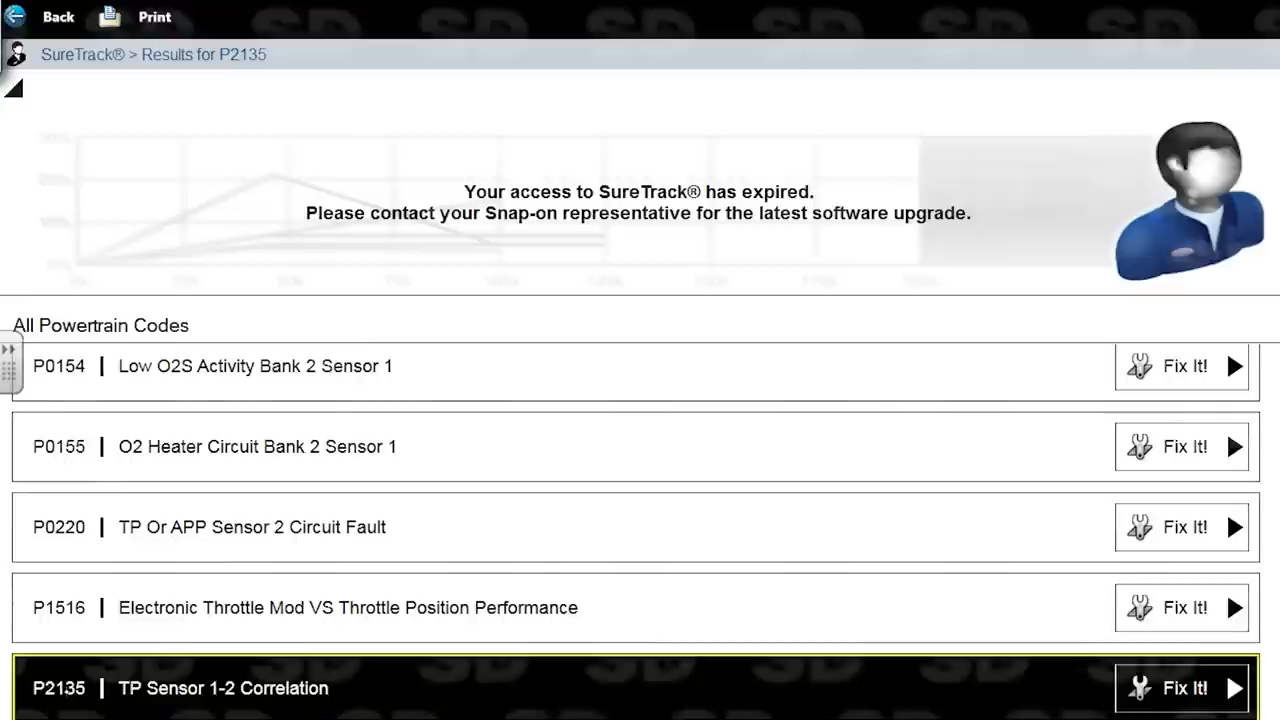 Back Print
SureTrack® > Results for P2135
Your access to SureTrack® has expired.
Please contact your Snap-on representative for the latest software upgrade.
All Powertrain Codes
P0154 | Low O2S Activity Bank 2 Sensor 1 Fix It!
P0155 | O2 Heater Circuit Bank 2 Sensor 1 Fix It!
P0220 | TP Or APP Sensor 2 Circuit Fault Fix It!
P1516 | Electronic Throttle Mod VS Throttle Position Performance Fix It!
P2135 | TP Sensor 1-2 Correlation Fix It!